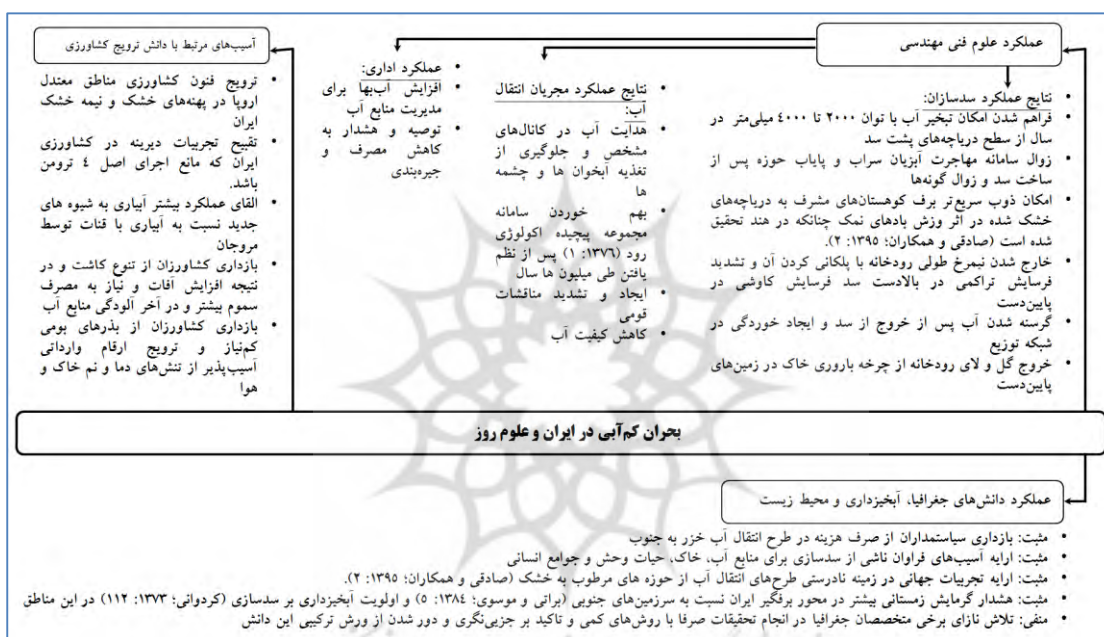 عملکرد علوم فنی مهندسی
نتایج عملکرد سدسازان:
فراهم شدن امکان تبخیر آب با توان ۲۰۰۰ تا ۴۰۰۰ میلی‌متر در
سال از سطح دریاچه‌های پشت سد
زوال سامانه مهاجرت آبزیان سراب و پایاب حوزه پس از
ساخت سد و زوال گونه‌ها
امکان ذوب سریع‌تر برف کوهستان‌های مشرف به دریاچه‌های
خشک شده در اثر وزش بادهای نمک چنانکه در هند تحقیق
شده است (صادقی و همکاران؛ ۱۳۹۵: ۲).
خارج شدن نیمرخ طولی رودخانه با پلکانی کردن آن و تشدید
فرسایش تراکمی در بالادست سد فرسایش کاوشی در
پایین‌دست
گرسنه شدن آب پس از خروج از سد و ایجاد خوردگی در
شبکه توزیع
خروج گل و لای رودخانه از چرخه باروری خاک در زمین‌های
پایین‌دست
نتایج عملکرد مجریان انتقال
آب:
هدایت آب در کانال‌های
مشخص و جلوگیری از
تغذیه آبخوان ها و چشمه
ها
بهم خوردن سامانه
مجموعه پیچیده اکولوژی
رود (۱۳۷۶: ۱) پس از نظم
یافتن طی میلیون ها سال
ایجاد و تشدید مناقشات
قومی
کاهش کیفیت آب
عملکرد اداری:
افزایش آب‌بها برای
مدیریت منابع آب
توصیه و هشدار به
کاهش مصرف و
جیره‌بندی
آسیب‌های مرتبط با دانش ترویج کشاورزی
ترویج فنون کشاورزی مناطق معتدل
اروپا در پهنه‌های خشک و نیمه خشک
ایران
تقبیح تجربیات دیرینه در کشاورزی
ایران که مانع اجرای اصل ۴ ترومن
باشد.
القای عملکرد بیشتر آبیاری به شیوه های
جدید نسبت به آبیاری با قنات توسط
مروجان
بازداری کشاورزان از تنوع کاشت و در
نتیجه افزایش آفات و نیاز به مصرف
سموم بیشتر و در آخر آلودگی منابع آب
بازداری کشاورزان از بذرهای بومی
کم‌نیاز و ترویج ارقام وارداتی
آسیب‌پذیر از تنش‌های دما و نم خاک و
هوا
بحران کم‌آبی در ایران و علوم روز
عملکرد دانش‌های جغرافیا، آبخیزداری و محیط زیست
مثبت: بازداری سیاستمداران از صرف هزینه در طرح انتقال آب خزر به جنوب
مثبت: ارایه آسیب‌های فراوان ناشی از سدسازی برای منابع آب، خاک، حیات وحش و جوامع انسانی
مثبت: ارایه تجربیات جهانی در زمینه نادرستی طرح‌های انتقال آب از حوزه های مرطوب به خشک (صادقی و همکاران؛ ۱۳۹۵: ۲).
مثبت: هشدار گرمایش زمستانی بیشتر در محور برفگیر ایران نسبت به سرزمین‌های جنوبی (براتی و موسوی؛ ۱۳۸۴: ۵) و اولویت آبخیزداری بر سدسازی (کردوانی؛ ۱۳۷۳: ۱۱۲) در این مناطق
منفی: تلاش نازای برخی متخصصان جغرافیا در انجام تحقیقات صرفا با روش‌های کمی و تاکید بر جزیی‌نگری و دور شدن از ورش ترکیبی این دانش